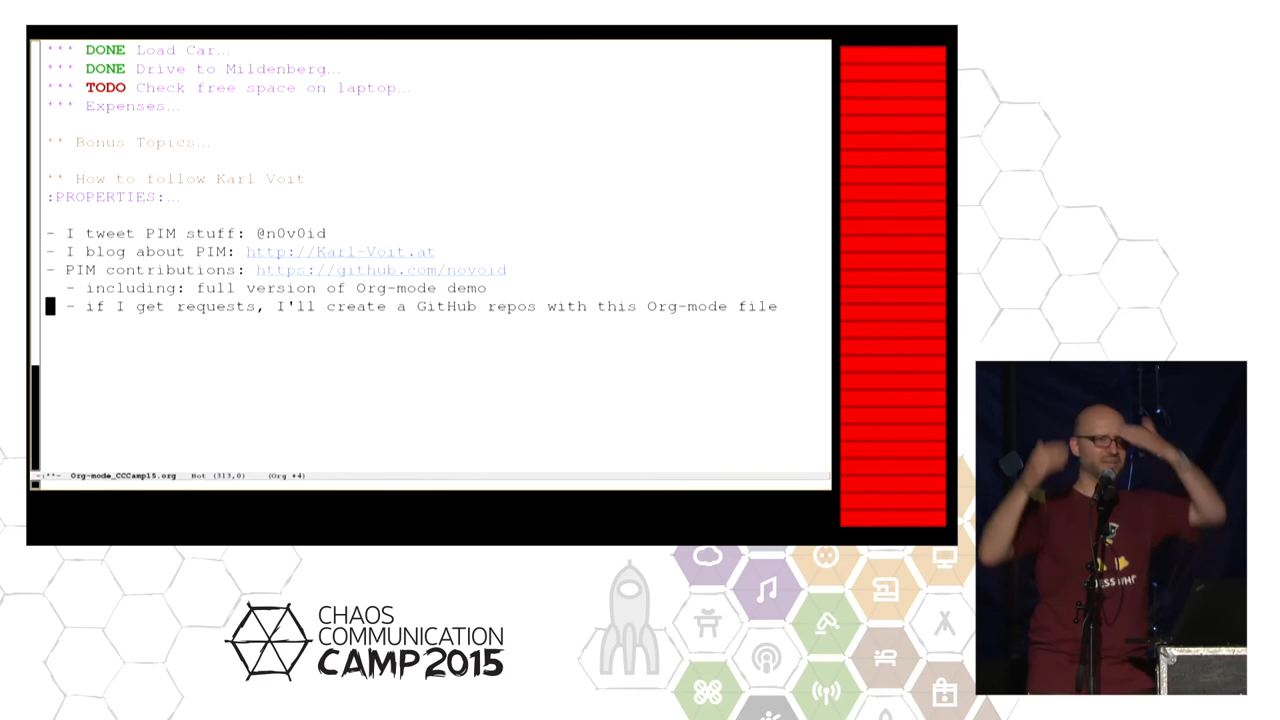 *** DONE Load Car...
*** DONE Drive to Mildenberg...
*** TODO Check free space on laptop...
*** Expenses...
** Bonus Topics...
** How to follow Karl Voit
:PROPERTIES:...
- I tweet PIM stuff: @n0v0id
- I blog about PIM: http://Karl-Voit.at
- PIM contributions: https://github.com/novoid
- including: full version of Org-mode demo
- if I get requests, I'll create a GitHub repos with this Org-mode file
Org-mode_CCCamp15.org Bot (313,0) (Org +4)
CHAOS
COMMUNICATION
CAMP 2015